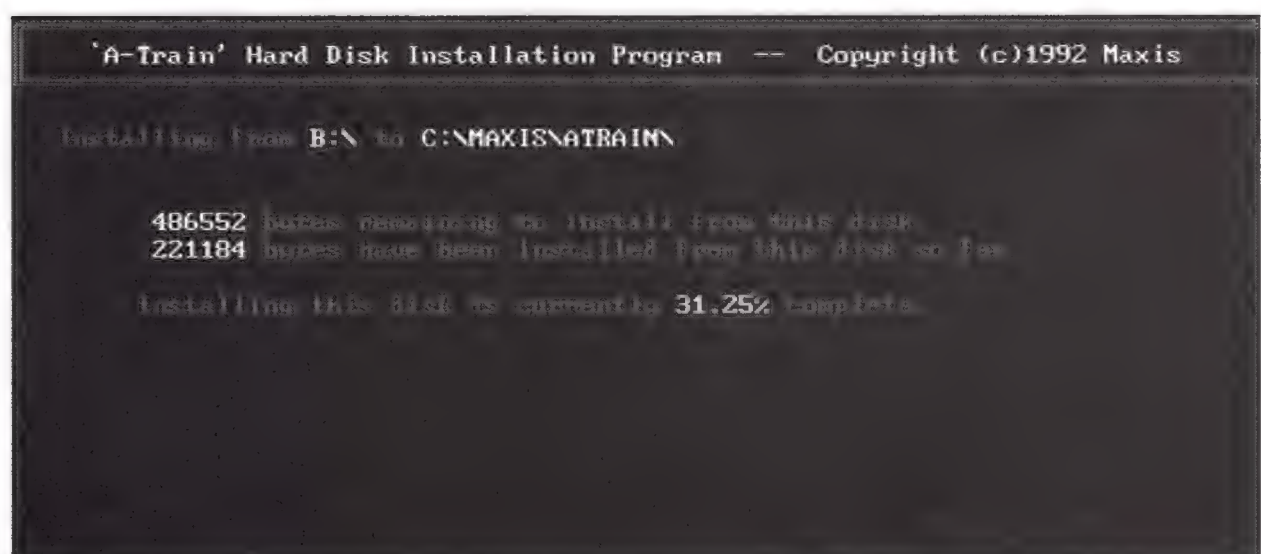 `A-Train' Hard Disk Installation Program -- Copyright (c)1992 Maxis
Installing from B:\ to C:\MAXIS\ATRAIN\
486552 bytes remaining to install from this disk.
221184 bytes have been installed from this disk so far
Installing this disk is currently 31.25% complete.